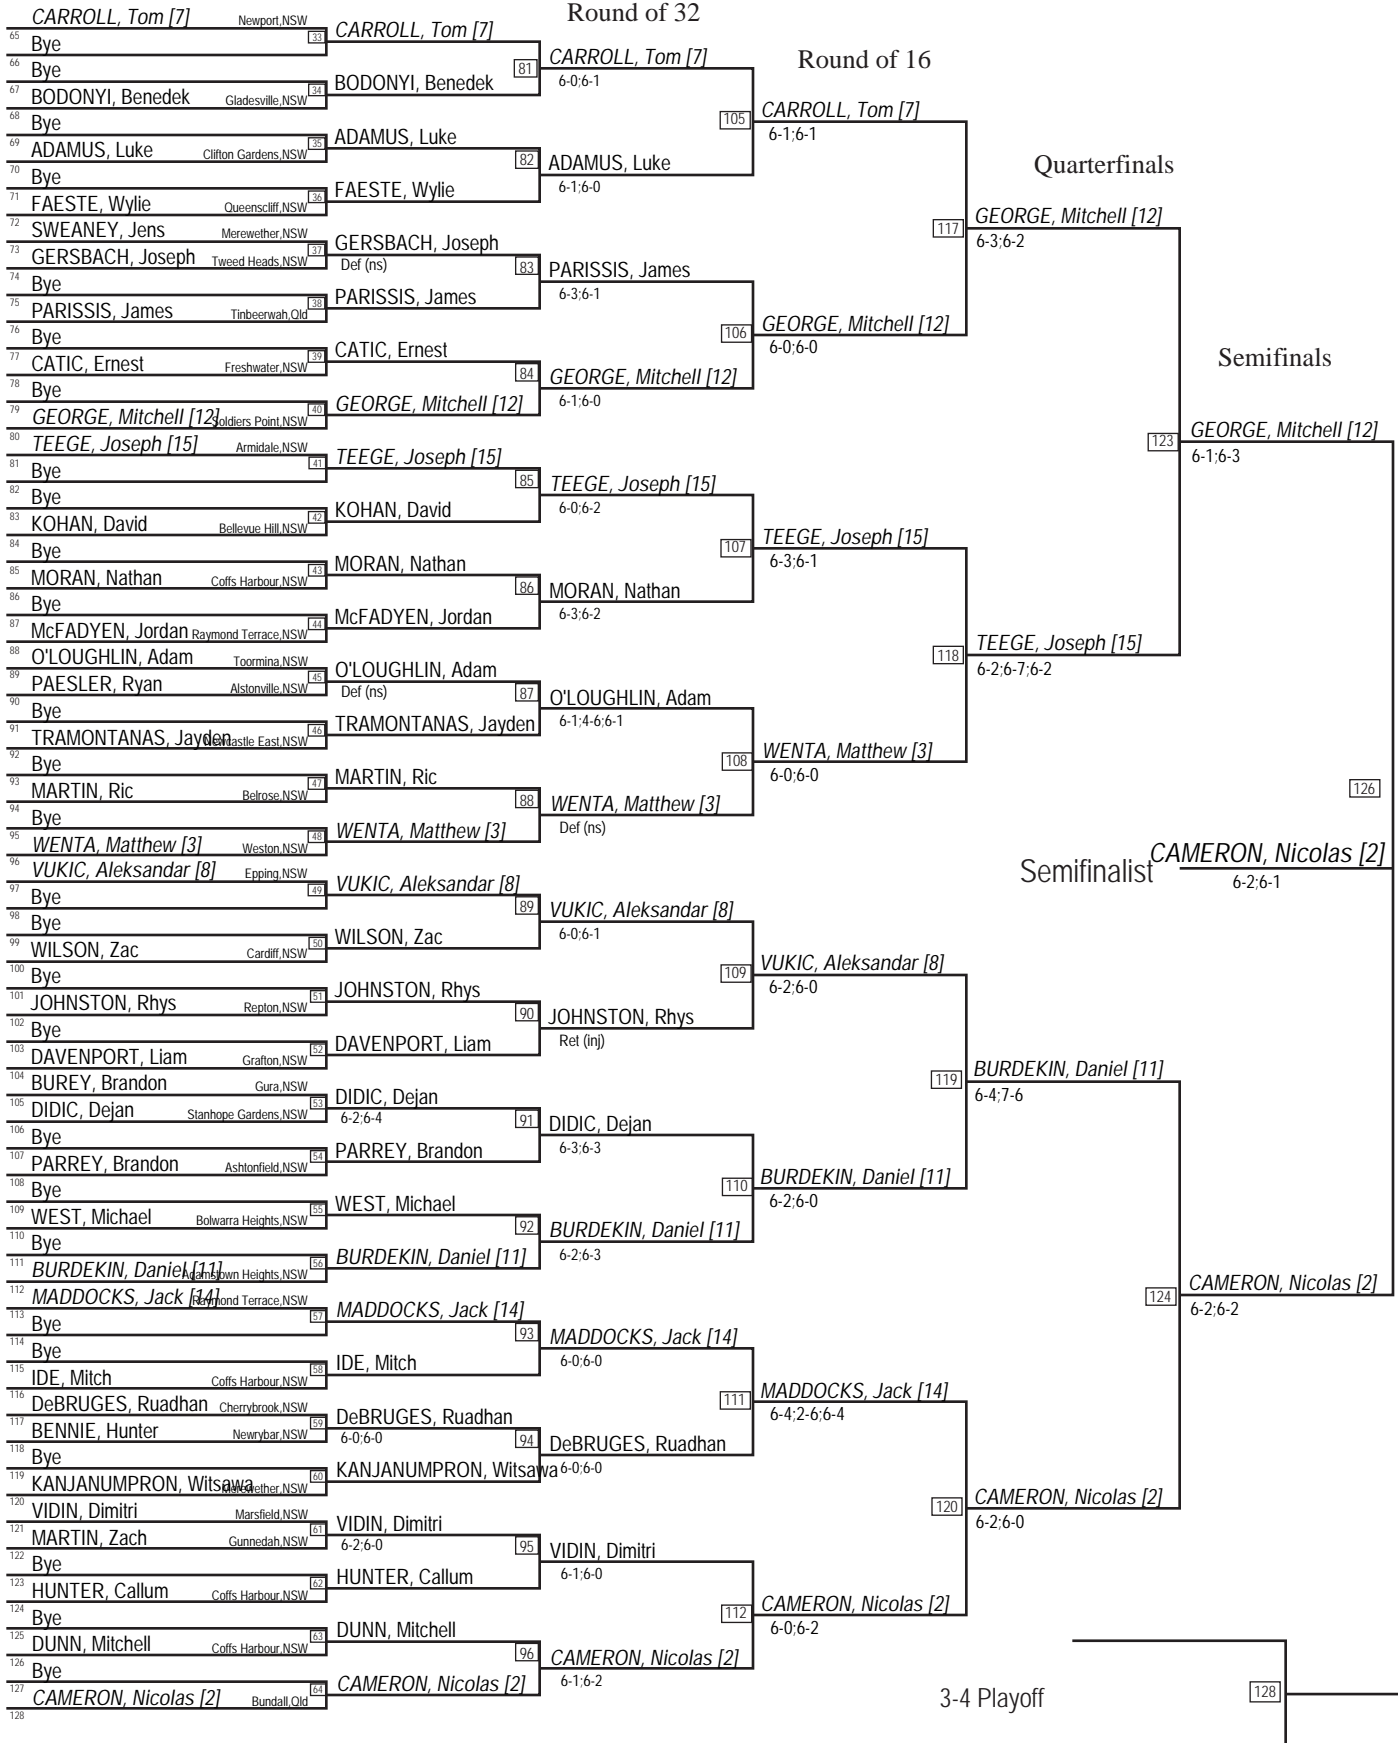 Round of 32
Round of 16
Quarterfinals
Semifinals
CARROLL, Tom [7] Newport,NSW
65
Bye
66
Bye
67
BODONYI, Benedek Gladesville,NSW
68
Bye
69
ADAMUS, Luke Clifton Gardens,NSW
70
Bye
71
FAESTE, Wylie Queenscliff,NSW
72
SWEANEY, Jens Merewether,NSW
73
GERSBACH, Joseph Tweed Heads,NSW
74
Bye
75
PARISSIS, James Tinbeerwah,Qld
76
Bye
77
CATIC, Ernest Freshwater,NSW
78
Bye
79
GEORGE, Mitchell [12] Soldiers Point,NSW
80
TEEGE, Joseph [15] Armidale,NSW
81
Bye
82
Bye
83
KOHAN, David Bellevue Hill,NSW
84
Bye
85
MORAN, Nathan Coffs Harbour,NSW
86
Bye
87
McFADYEN, Jordan Raymond Terrace,NSW
88
O'LOUGHLIN, Adam Toormina,NSW
89
PAESLER, Ryan Alstonville,NSW
90
Bye
91
TRAMONTANAS, Jayden Newcastle East,NSW
92
Bye
93
MARTIN, Ric Belrose,NSW
94
Bye
95
WENTA, Matthew [3] Weston,NSW
96
VUKIC, Aleksandar [8] Epping,NSW
97
Bye
98
Bye
99
WILSON, Zac Cardiff,NSW
100
Bye
101
JOHNSTON, Rhys Repton,NSW
102
Bye
103
DAVENPORT, Liam Grafton,NSW
104
BUREY, Brandon Gura,NSW
105
DIDIC, Dejan Stanhope Gardens,NSW
106
Bye
107
PARREY, Brandon Ashtonfield,NSW
108
Bye
109
WEST, Michael Bolwarra Heights,NSW
110
Bye
111
BURDEKIN, Daniel [11] Adamstown Heights,NSW
112
MADDOCKS, Jack [14] Raymond Terrace,NSW
113
Bye
114
Bye
115
IDE, Mitch Coffs Harbour,NSW
116
DeBRUGES, Ruadhan Cherrybrook,NSW
117
BENNIE, Hunter Newrybar,NSW
118
Bye
119
KANJANUMPRON, Witsawa Merewether,NSW
120
VIDIN, Dimitri Marsfield,NSW
121
MARTIN, Zach Gunnedah,NSW
122
Bye
123
HUNTER, Callum Coffs Harbour,NSW
124
Bye
125
DUNN, Mitchell Coffs Harbour,NSW
126
Bye
127
CAMERON, Nicolas [2] Bundall,Qld
128
33 CARROLL, Tom [7]
34 BODONYI, Benedek
35 ADAMUS, Luke
36 FAESTE, Wylie
37 GERSBACH, Joseph
Def (ns)
38 PARISSIS, James
39 CATIC, Ernest
40 GEORGE, Mitchell [12]
41 TEEGE, Joseph [15]
42 KOHAN, David
43 MORAN, Nathan
44 McFADYEN, Jordan
45 O'LOUGHLIN, Adam
Def (ns)
46 TRAMONTANAS, Jayden
47 MARTIN, Ric
48 WENTA, Matthew [3]
49 VUKIC, Aleksandar [8]
50 WILSON, Zac
51 JOHNSTON, Rhys
52 DAVENPORT, Liam
53 DIDIC, Dejan
6-2;6-4
54 PARREY, Brandon
55 WEST, Michael
56 BURDEKIN, Daniel [11]
57 MADDOCKS, Jack [14]
58 IDE, Mitch
59 DeBRUGES, Ruadhan
6-0;6-0
60 KANJANUMPRON, Witsawa
61 VIDIN, Dimitri
6-2;6-0
62 HUNTER, Callum
63 DUNN, Mitchell
64 CAMERON, Nicolas [2]
81 CARROLL, Tom [7]
6-0;6-1
82 ADAMUS, Luke
6-1;6-0
83 PARISSIS, James
6-3;6-1
84 GEORGE, Mitchell [12]
6-1;6-0
85 TEEGE, Joseph [15]
6-0;6-2
86 MORAN, Nathan
6-3;6-2
87 O'LOUGHLIN, Adam
6-1;4-6;6-1
88 WENTA, Matthew [3]
Def (ns)
89 VUKIC, Aleksandar [8]
6-0;6-1
90 JOHNSTON, Rhys
Ret (inj)
91 DIDIC, Dejan
6-3;6-3
92 BURDEKIN, Daniel [11]
6-2;6-3
93 MADDOCKS, Jack [14]
6-0;6-0
94 DeBRUGES, Ruadhan
6-0;6-0
95 VIDIN, Dimitri
6-1;6-0
96 CAMERON, Nicolas [2]
6-1;6-2
105 CARROLL, Tom [7]
6-1;6-1
106 GEORGE, Mitchell [12]
6-0;6-0
107 TEEGE, Joseph [15]
6-3;6-1
108 WENTA, Matthew [3]
6-0;6-0
109 VUKIC, Aleksandar [8]
6-2;6-0
110 BURDEKIN, Daniel [11]
6-2;6-0
111 MADDOCKS, Jack [14]
6-4;2-6;6-4
112 CAMERON, Nicolas [2]
6-0;6-2
117 GEORGE, Mitchell [12]
6-3;6-2
118 TEEGE, Joseph [15]
6-2;6-7;6-2
119 BURDEKIN, Daniel [11]
6-4;7-6
120 CAMERON, Nicolas [2]
6-2;6-0
123 GEORGE, Mitchell [12]
6-1;6-3
124 CAMERON, Nicolas [2]
6-2;6-2
126
Semifinalist CAMERON, Nicolas [2]
6-2;6-1
3-4 Playoff 128